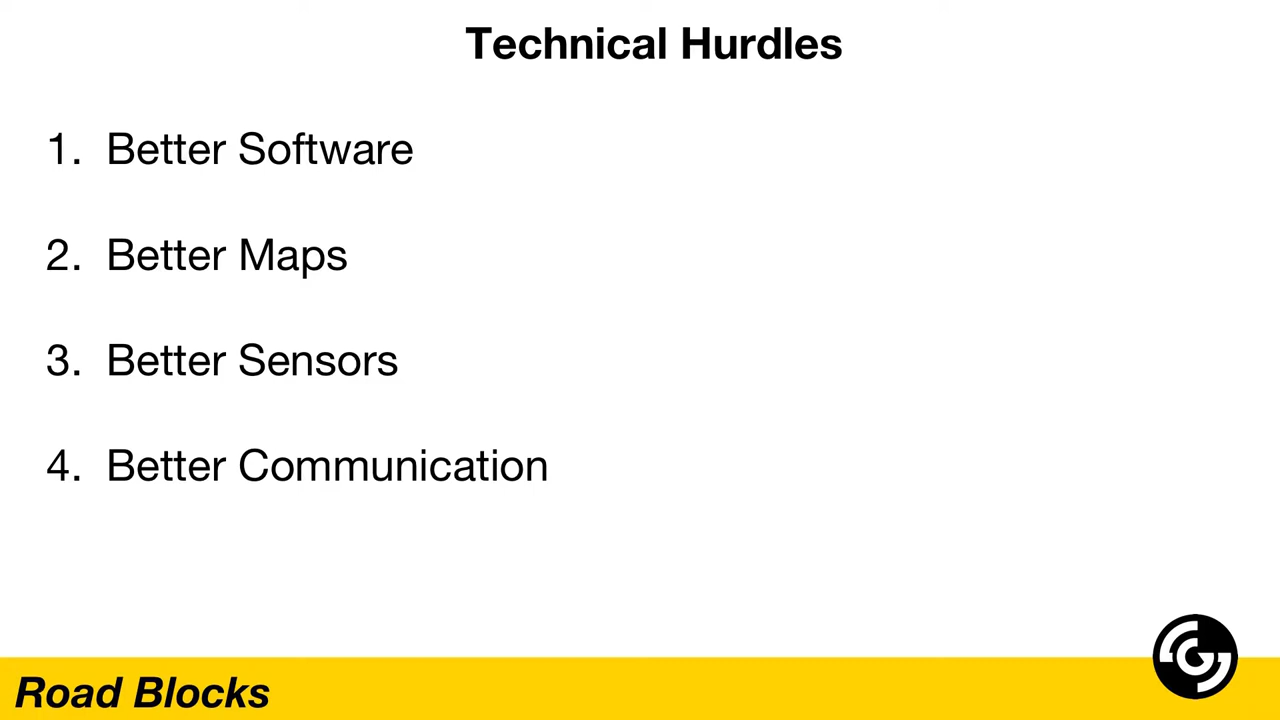 Technical Hurdles
1. Better Software
2. Better Maps
3. Better Sensors
4. Better Communication
Road Blocks